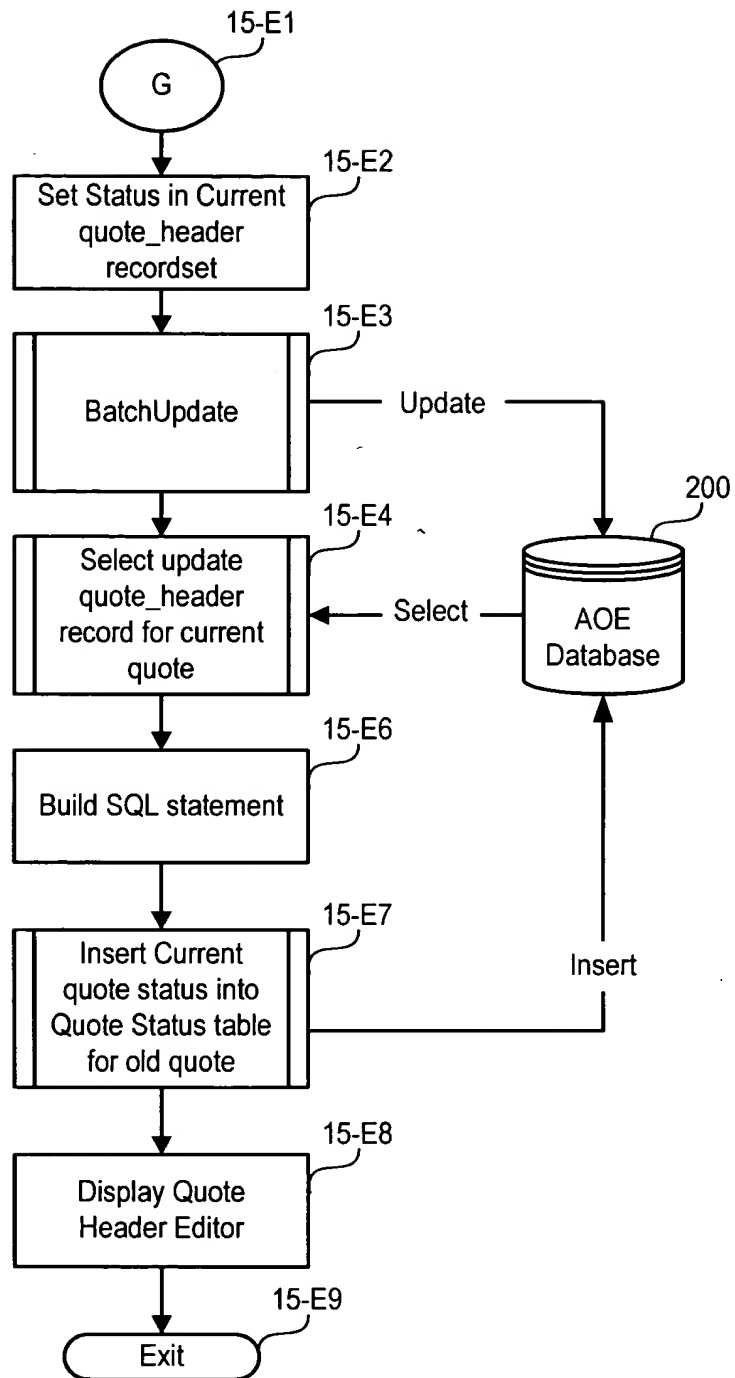 15-E1
G
15-E2
Set Status in Current
quote_header
recordset
15-E3
BatchUpdate
Update
200
15-E4
Select update
quote_header
record for current
quote
Select
AOE
Database
15-E6
Build SQL statement
15-E7
Insert Current
quote status into
Quote Status table
for old quote
Insert
15-E8
Display Quote
Header Editor
15-E9
Exit